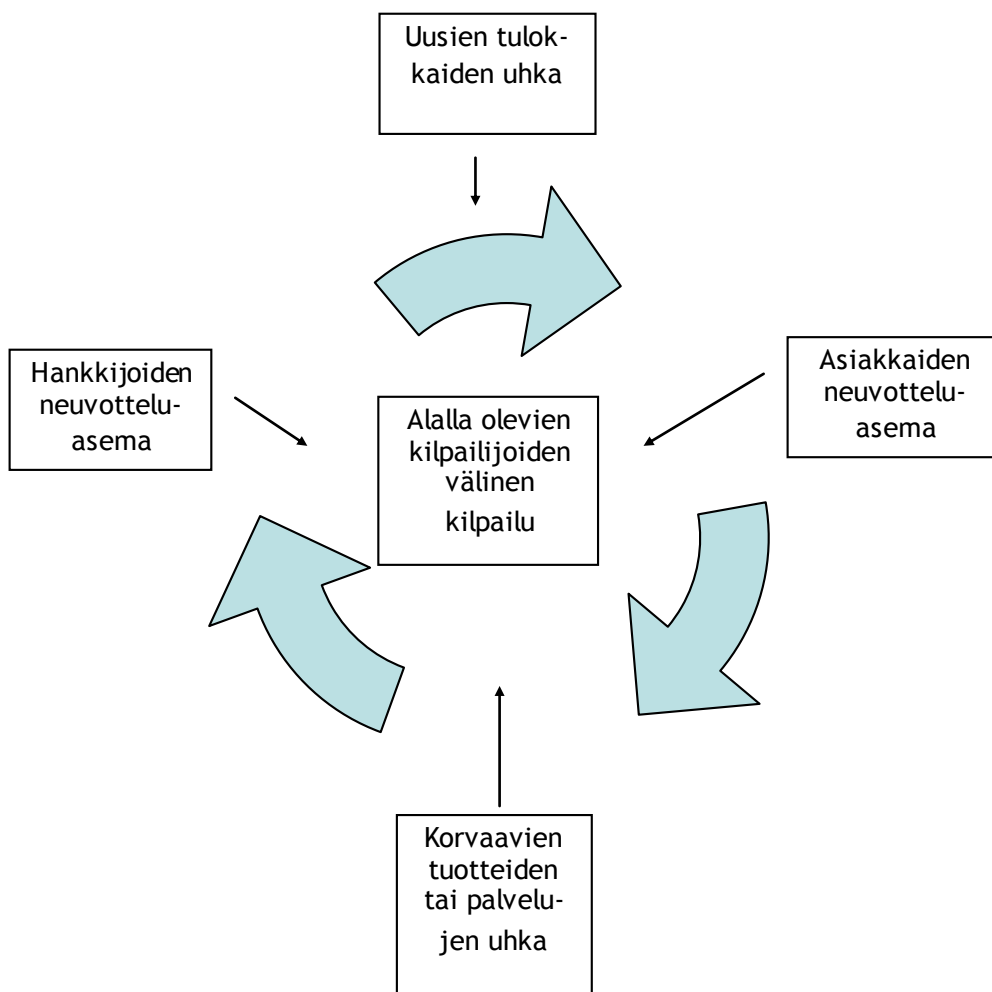 Uusien tulok-
kaiden uhka
Hankkijoiden
neuvottelu-
asema
Alalla olevien
kilpailijoiden
välinen
kilpailu
Asiakkaiden
neuvottelu-
asema
Korvaavien
tuotteiden
tai palvelu-
jen uhka